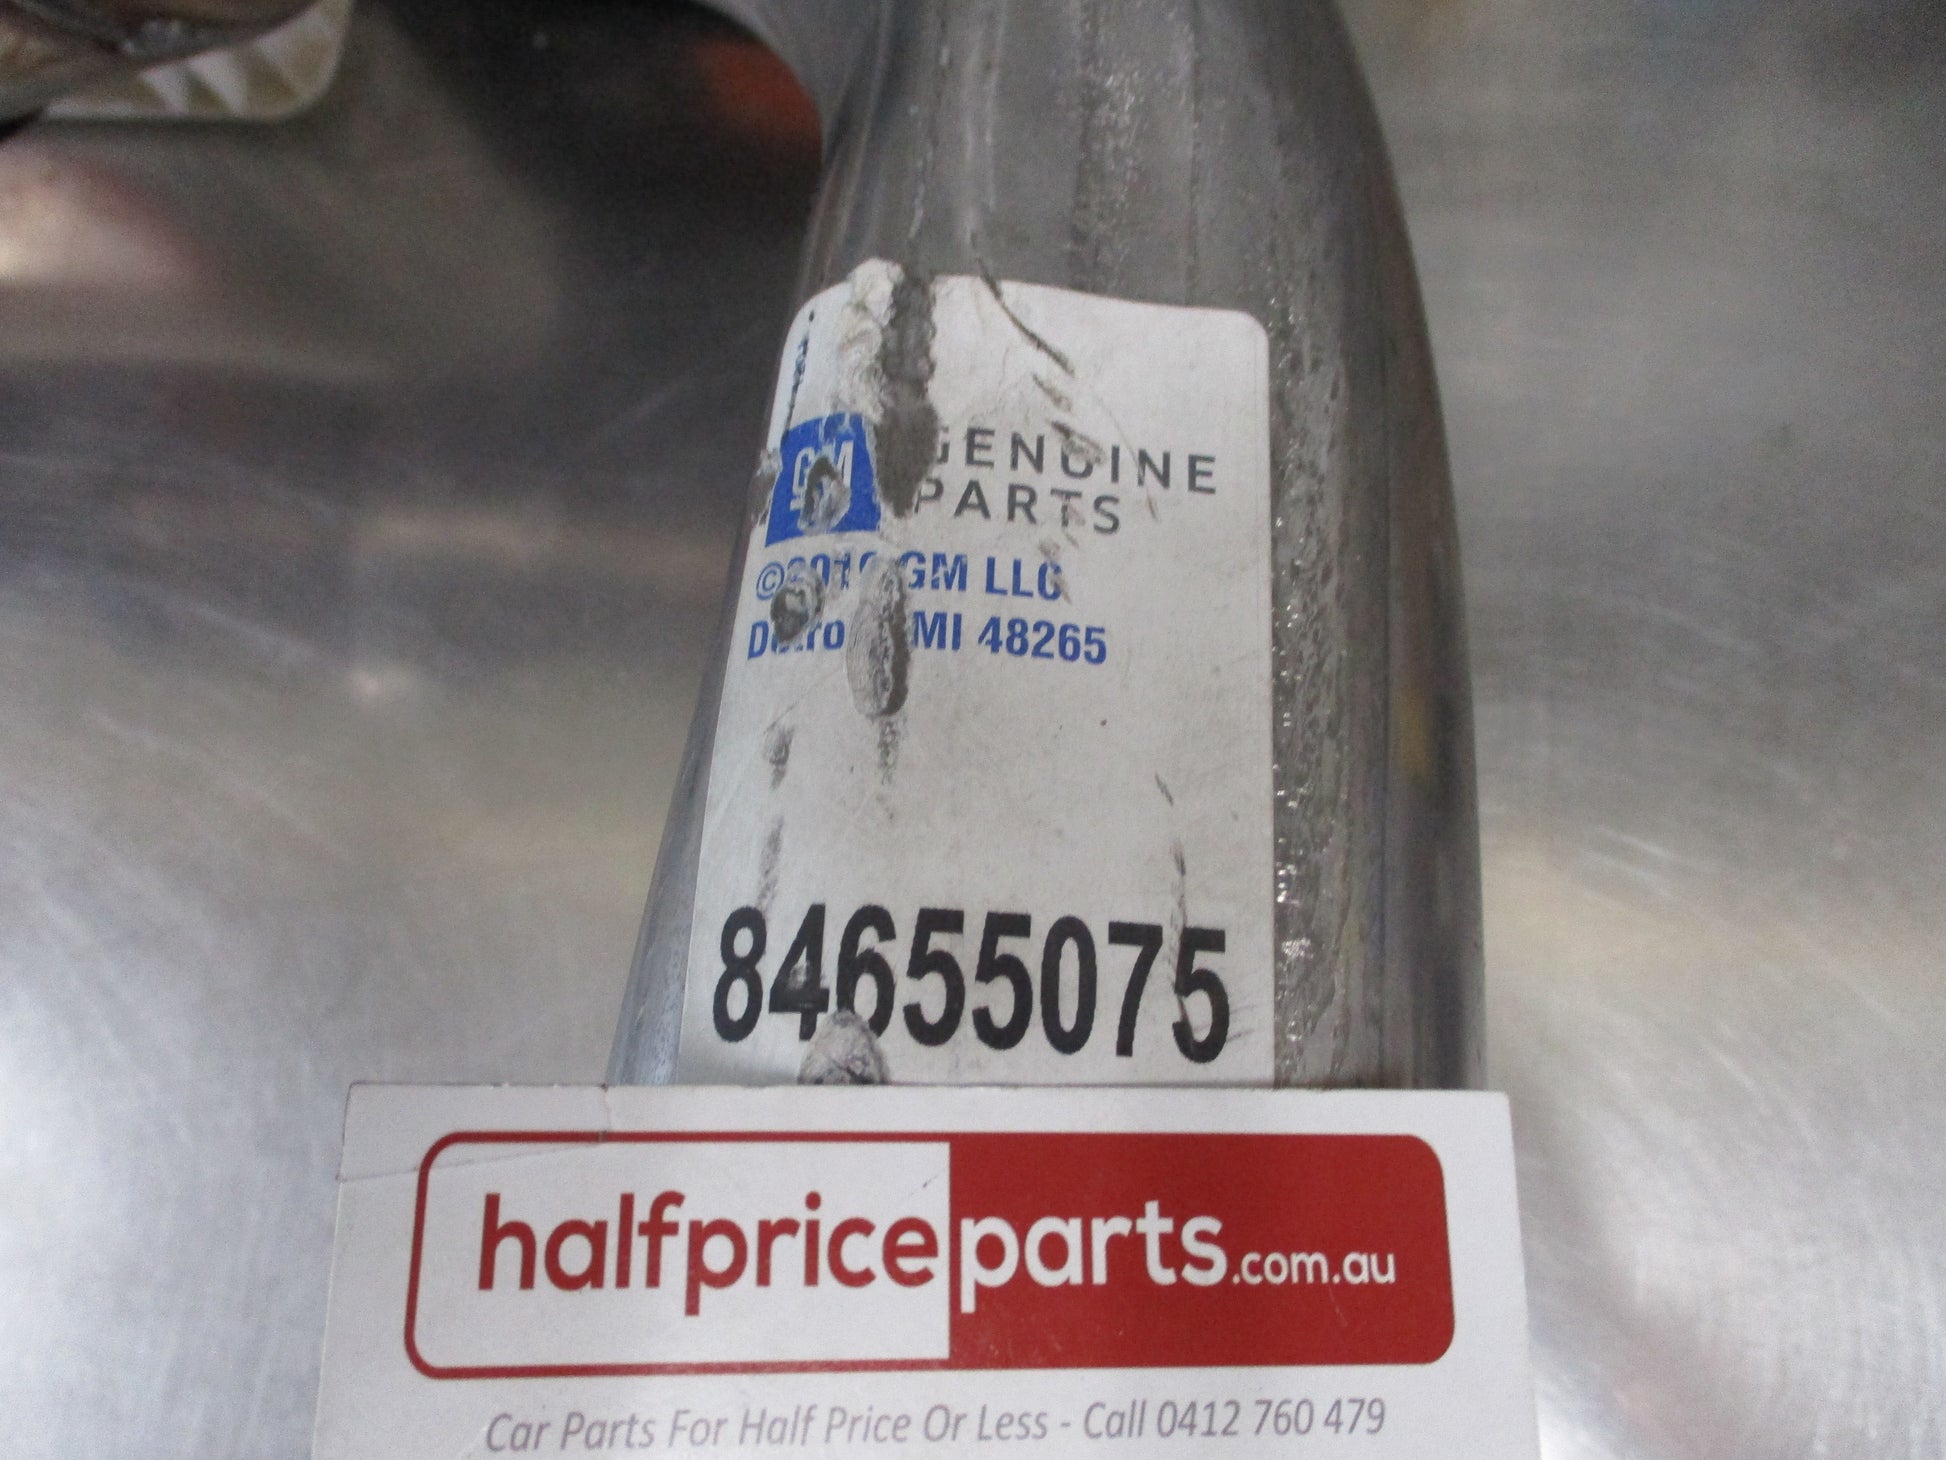 GM GENUINE
PARTS
GM LLC
MI 48265
84655075
halfpriceparts.com.au
Car Parts For Half Price Or Less - Call 0412 760 479